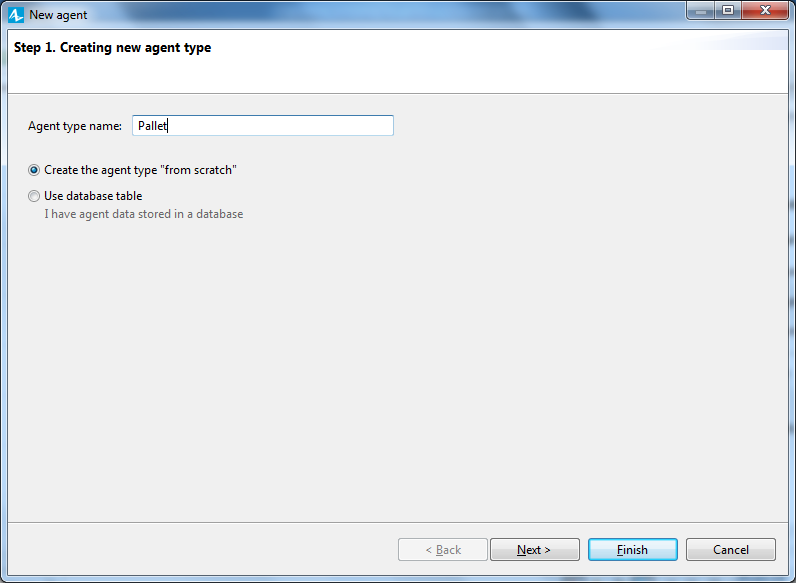 New agent
Step 1. Creating new agent type
Agent type name: Pallet
Create the agent type "from scratch"
Use database table
I have agent data stored in a database
< Back Next > Finish Cancel